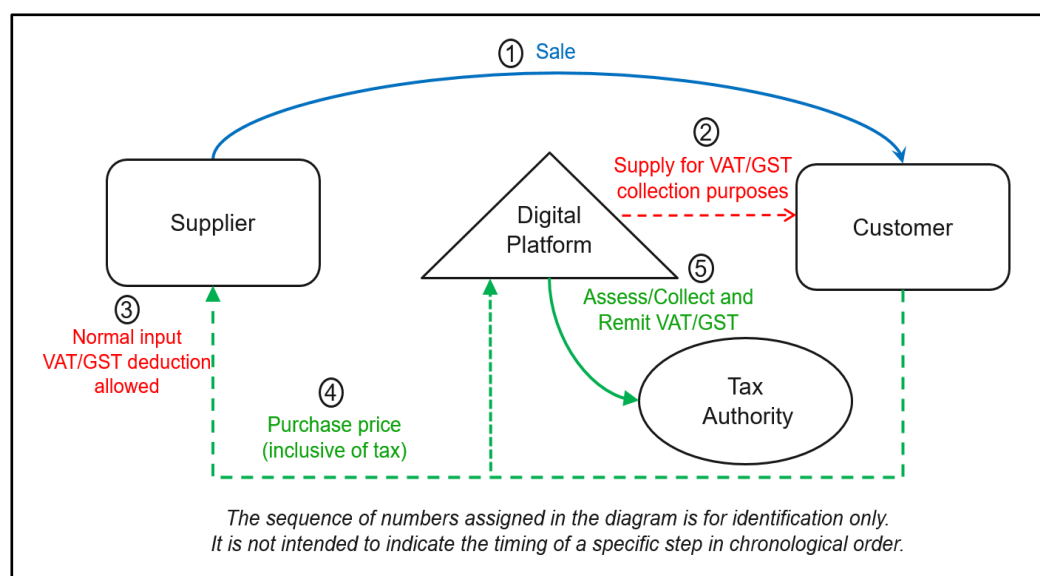 ① Sale
②
Supply for VAT/GST
collection purposes
Supplier
Digital
Platform
Customer
③
Normal input
VAT/GST deduction
allowed
⑤
Assess/Collect and
Remit VAT/GST
④
Purchase price
(inclusive of tax)
Tax
Authority
The sequence of numbers assigned in the diagram is for identification only.
It is not intended to indicate the timing of a specific step in chronological order.